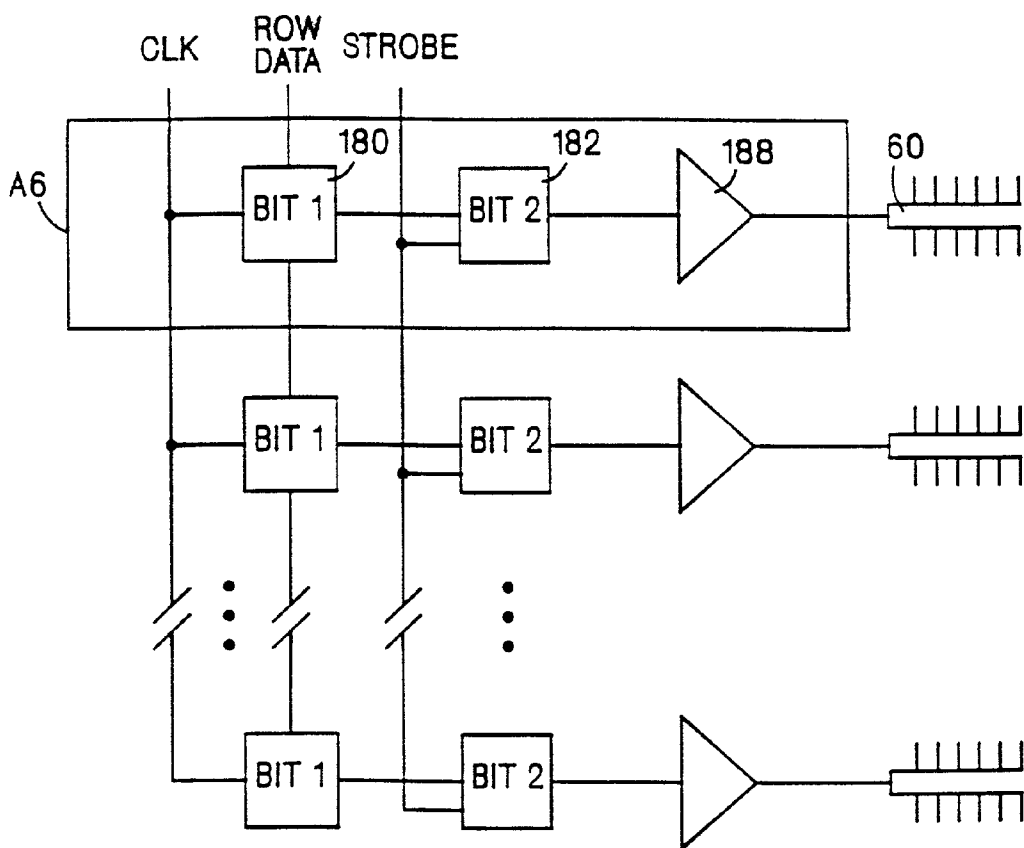 CLK
ROW
DATA
STROBE
180
182
188
60
A6
BIT 1
BIT 2
BIT 1
BIT 2
BIT 1
BIT 2